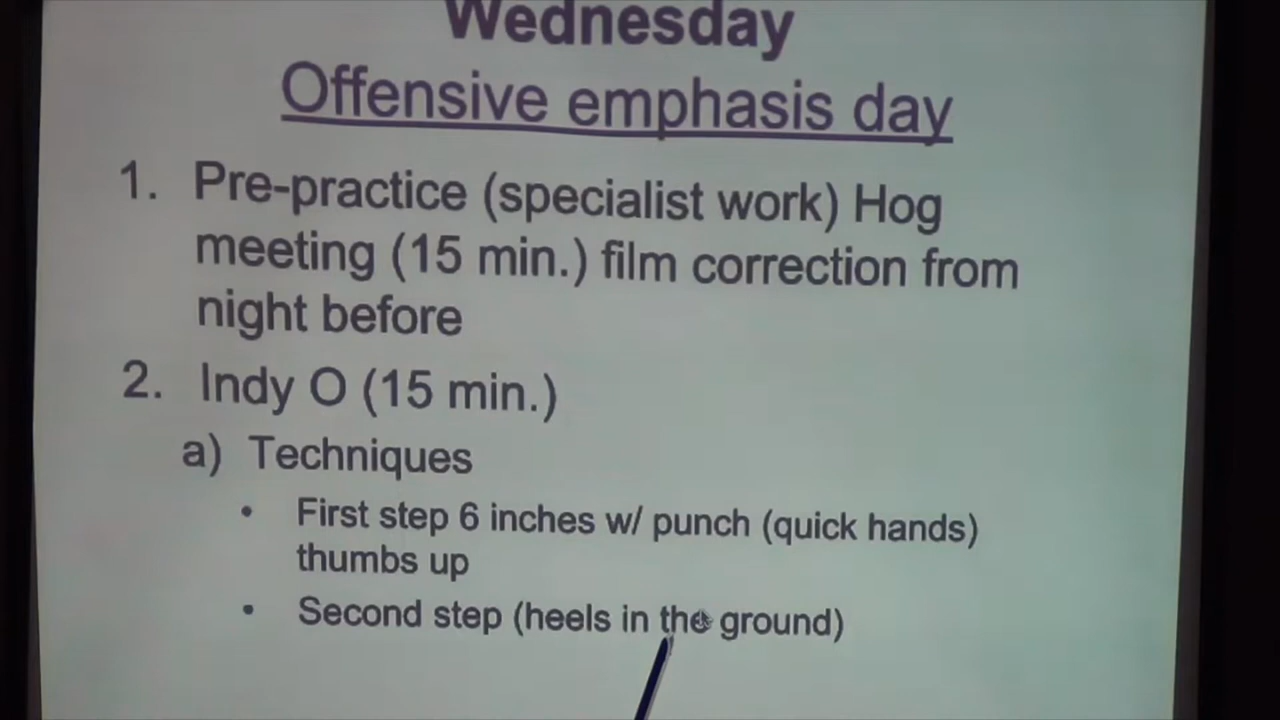 Wednesday
Offensive emphasis day
1. Pre-practice (specialist work) Hog
meeting (15 min.) film correction from
night before
2. Indy O (15 min.)
a) Techniques
• First step 6 inches w/ punch (quick hands)
thumbs up
• Second step (heels in the ground)